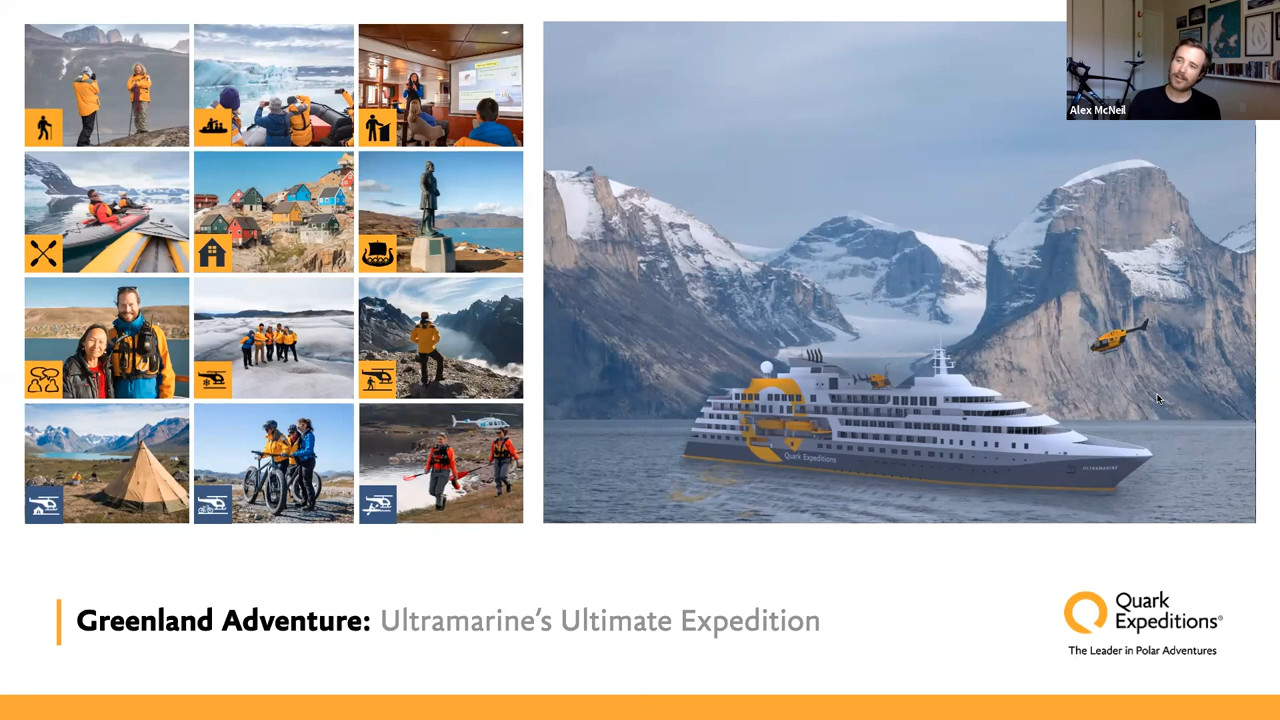 Alex McNeil
Quark Expeditions
ULTRAMARINE
Greenland Adventure: Ultramarine's Ultimate Expedition
Quark
Expeditions®
The Leader in Polar Adventures